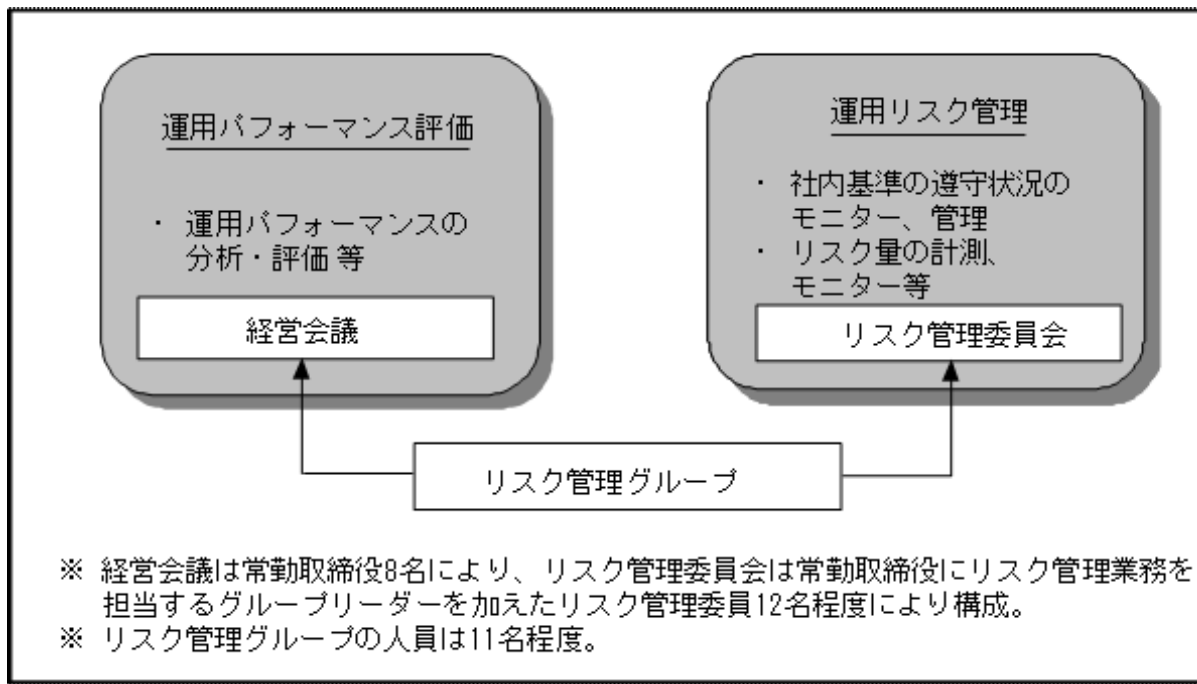 運用パフォーマンス評価
・ 運用パフォーマンスの
分析・評価 等
経営会議
運用リスク管理
・ 社内基準の遵守状況の
モニター、管理
・ リスク量の計測、
モニター等
リスク管理委員会
リスク管理グループ
※ 経営会議は常勤取締役8名により、リスク管理委員会は常勤取締役にリスク管理業務を
担当するグループリーダーを加えたリスク管理委員12名程度により構成。
※ リスク管理グループの人員は11名程度。